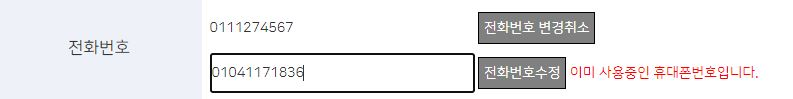 전화번호
0111274567 전화번호 변경취소
01041171836 전화번호수정 이미 사용중인 휴대폰번호입니다.